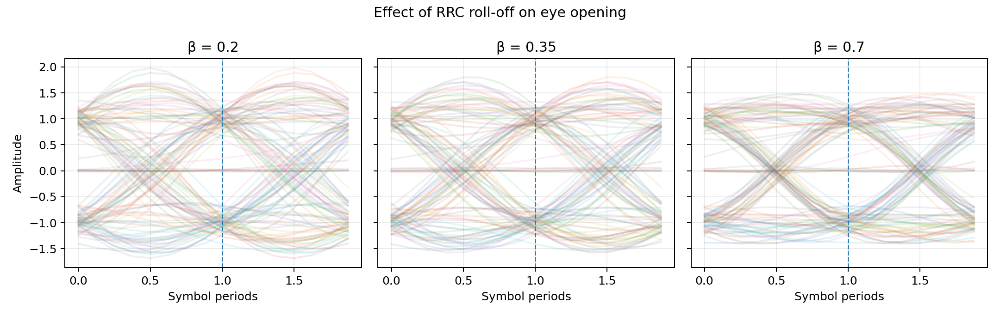 Effect of RRC roll-off on eye opening
β = 0.2
β = 0.35
β = 0.7
Amplitude
2.0
1.5
1.0
0.5
0.0
−0.5
−1.0
−1.5
0.0 0.5 1.0 1.5
0.0 0.5 1.0 1.5
0.0 0.5 1.0 1.5
Symbol periods
Symbol periods
Symbol periods